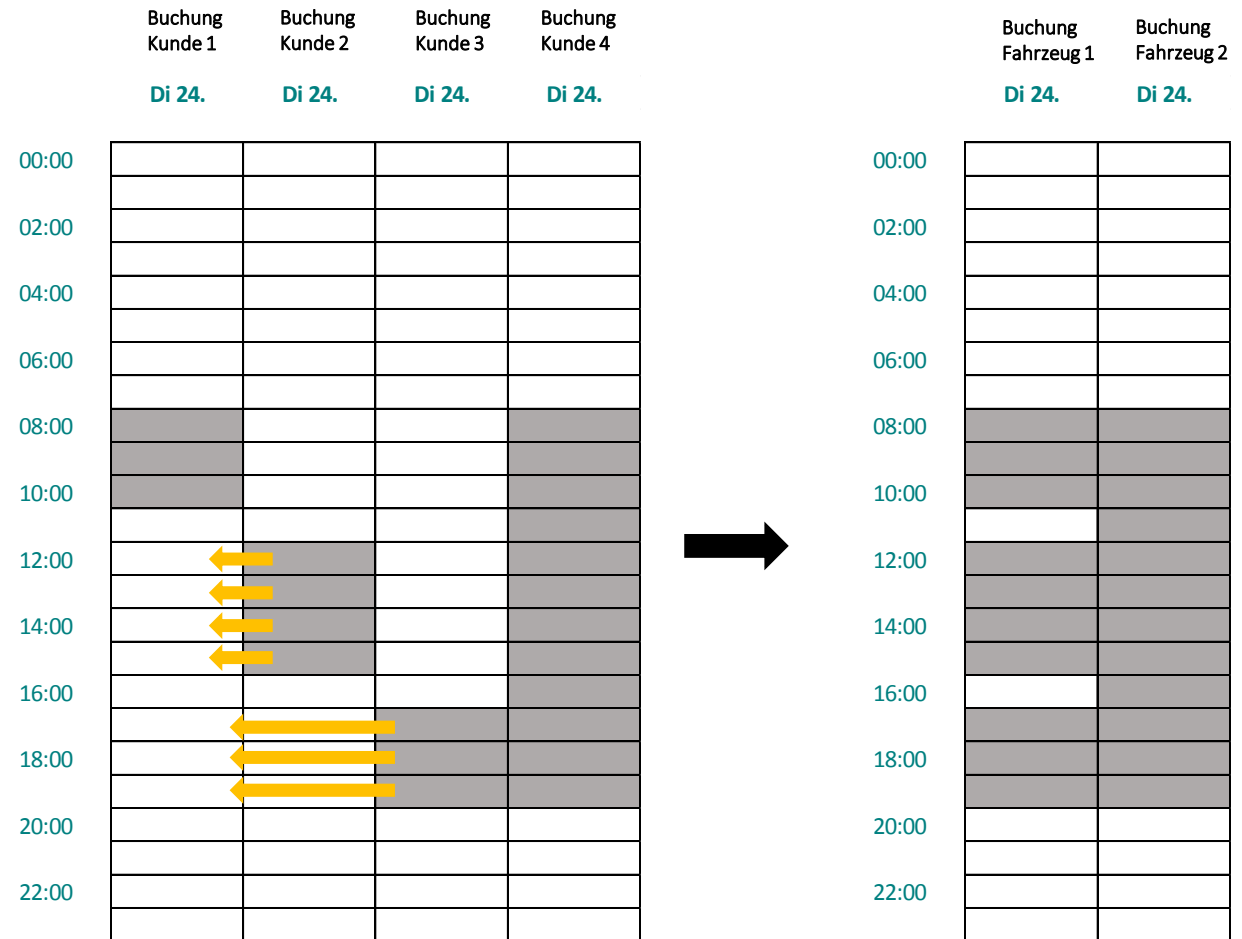 Buchung Kunde 1
Buchung Kunde 2
Buchung Kunde 3
Buchung Kunde 4
Buchung Fahrzeug 1
Buchung Fahrzeug 2
Di 24. Di 24. Di 24. Di 24. Di 24. Di 24.
00:00 00:00
02:00 02:00
04:00 04:00
06:00 06:00
08:00 08:00
10:00 10:00
12:00 12:00
14:00 14:00
16:00 16:00
18:00 18:00
20:00 20:00
22:00 22:00